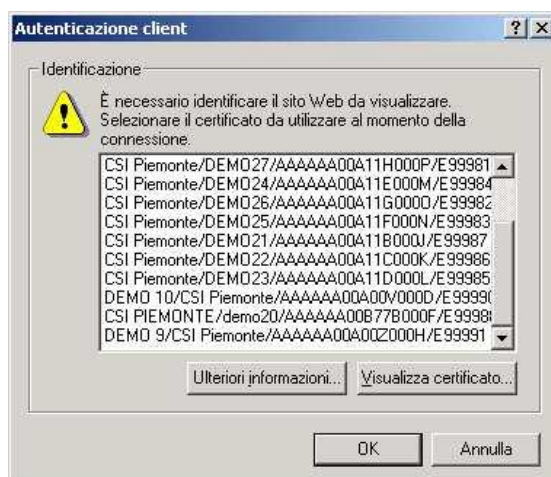 Autenticazione client
Identificazione
È necessario identificare il sito Web da visualizzare.
Selezionare il certificato da utilizzare al momento della
connessione.
CSI Piemonte/DEMO27/AAAAAA00A11H000P/E99981
CSI Piemonte/DEMO24/AAAAAA00A11E000M/E99984
CSI Piemonte/DEMO26/AAAAAA00A11G000O/E99982
CSI Piemonte/DEMO25/AAAAAA00A11F000N/E99983
CSI Piemonte/DEMO21/AAAAAA00A11B000J/E99987
CSI Piemonte/DEMO22/AAAAAA00A11C000K/E99986
CSI Piemonte/DEMO23/AAAAAA00A11D000L/E99985
DEMO 10/CSI Piemonte/AAAAAA00A00V000D/E9999(
CSI PIEMONTE/demo20/AAAAAA00B77B000F/E9998
DEMO 9/CSI Piemonte/AAAAAA00A00Z000H/E99991
Ulteriori informazioni... Visualizza certificato...
OK Annulla